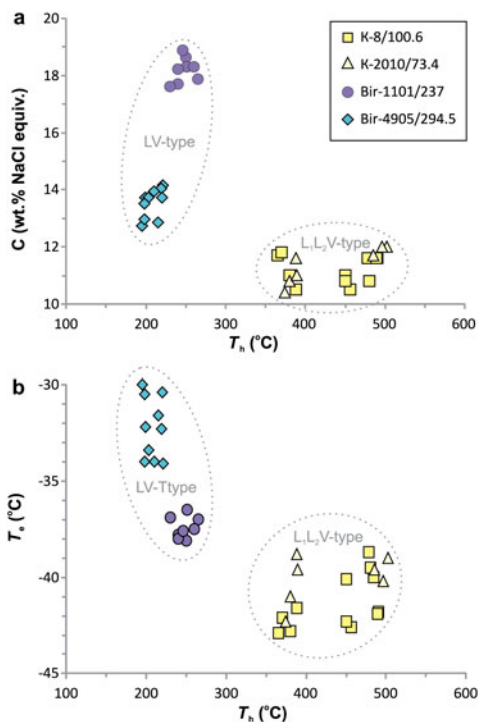 a
20
18
16
14
12
10
C (wt.% NaCl equiv.)
LV-type
L₁L₂V-type
K-8/100.6
K-2010/73.4
Bir-1101/237
Bir-4905/294.5
100 200 300 400 500 600
Tₕ (°C)
b
-30
-35
-40
-45
Tₑ (°C)
LV-Ttype
L₁L₂V-type
100 200 300 400 500 600
Tₕ (°C)